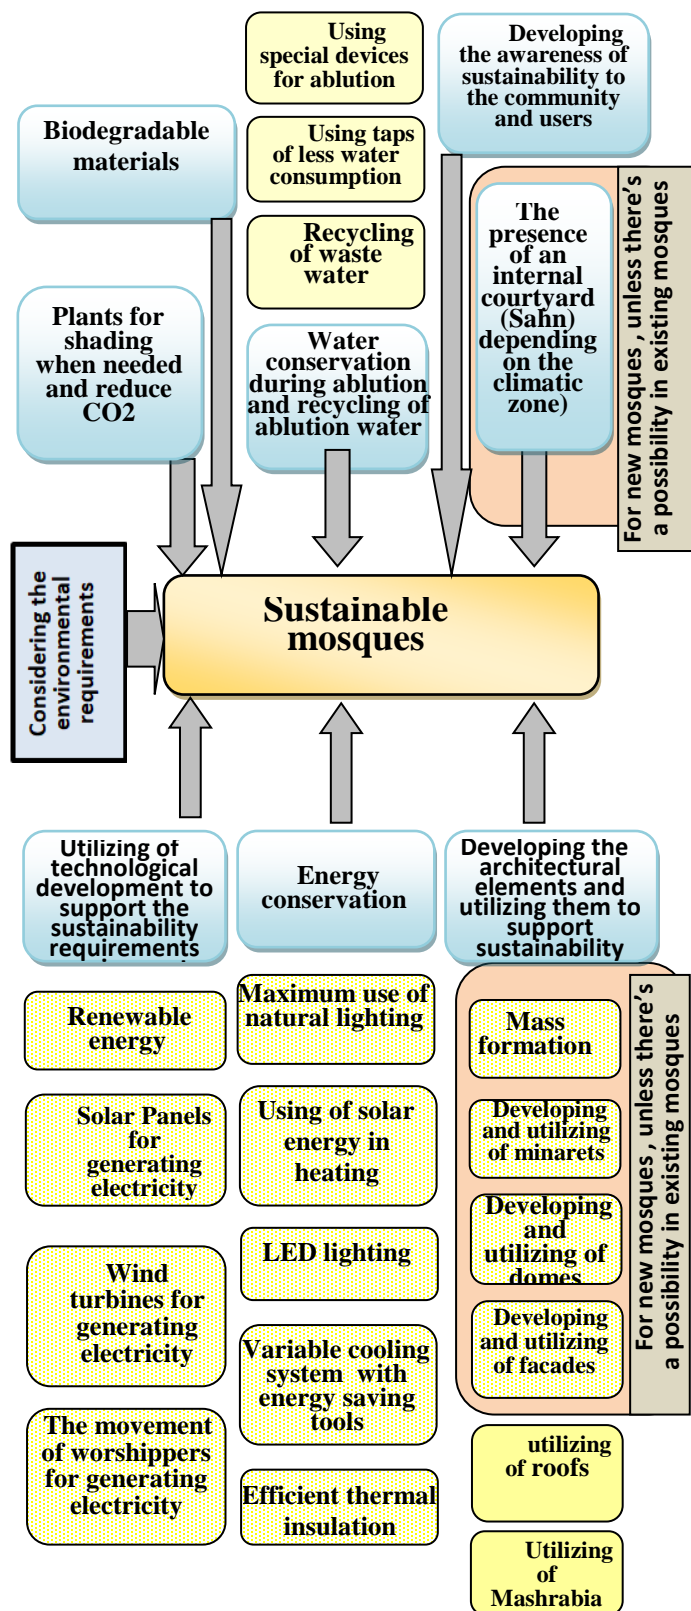 Using
special devices
for ablution
Using taps
of less water
consumption
Recycling
of waste
water
Water
conservation
during ablution
and recycling of
ablution water
Developing
the awareness of
sustainability to
the community
and users
Biodegradable
materials
Plants for
shading
when needed
and reduce
CO2
The
presence
of an
internal
courtyard
(Sahn)
depending
on the
climatic
zone)
For new mosques , unless there's
a possibility in existing mosques
Considering the
environmental
requirements
Sustainable
mosques
Utilizing of
technological
development to
support the
sustainability
requirements
Energy
conservation
Developing the
architectural
elements and
utilizing them to
support
sustainability
Renewable
energy
Solar Panels
for
generating
electricity
Wind
turbines for
generating
electricity
The movement
of worshippers
for generating
electricity
Maximum use of
natural lighting
Using of solar
energy in
heating
LED lighting
Variable cooling
system with
energy saving
tools
Efficient thermal
insulation
Mass
formation
Developing
and utilizing
of minarets
Developing
and
utilizing of
domes
Developing
and utilizing
of facades
For new mosques , unless there's
a possibility in existing mosques
utilizing
of roofs
Utilizing
of
Mashrabia